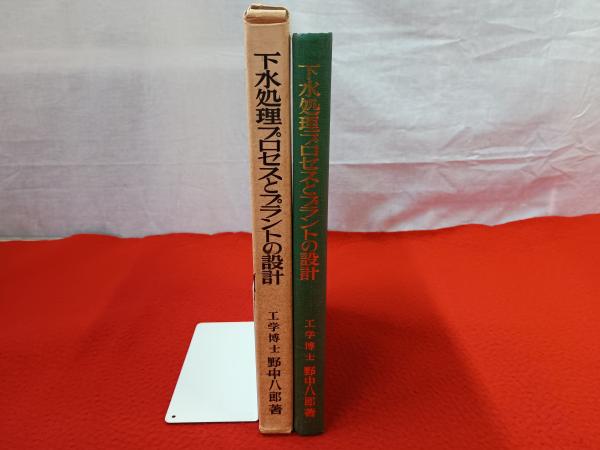 下水処理プロセスとプラントの設計
工学博士 野中八郎著
下水処理プロセスとプラントの設計
工学博士 野中八郎著